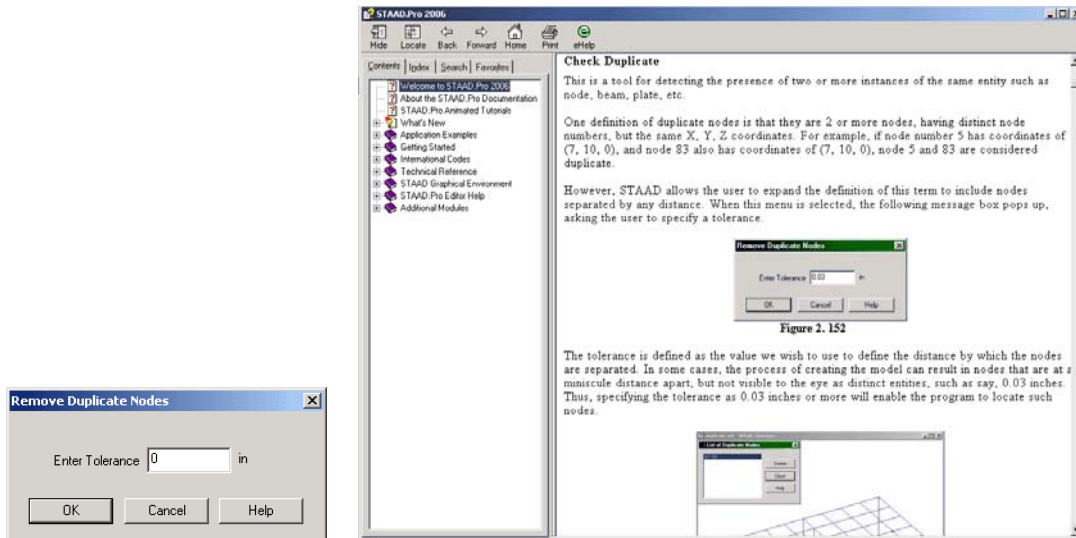 Remove Duplicate Nodes
Enter Tolerance 0 in
OK Cancel Help
STAAD.Pro 2006
Hide Locate Back Forward Home Print eHelp
Contents Index Search Favorites
Welcome to STAAD.Pro 2006
About the STAAD.Pro Documentation
STAAD.Pro Animated Tutorials
What's New
Application Examples
Getting Started
International Codes
Technical Reference
STAAD Graphical Environment
STAAD.Pro Editor Help
Additional Modules
Check Duplicate
This is a tool for detecting the presence of two or more instances of the same entity such as
node, beam, plate, etc.
One definition of duplicate nodes is that they are 2 or more nodes, having distinct node
numbers, but the same X, Y, Z coordinates. For example, if node number 5 has coordinates of
(7, 10, 0), and node 83 also has coordinates of (7, 10, 0), node 5 and 83 are considered
duplicate.
However, STAAD allows the user to expand the definition of this term to include nodes
separated by any distance. When this menu is selected, the following message box pops up,
asking the user to specify a tolerance.
Remove Duplicate Nodes
Enter Tolerance 0.03 in
OK Cancel Help
Figure 2. 152
The tolerance is defined as the value we wish to use to define the distance by which the nodes
are separated. In some cases, the process of creating the model can result in nodes that are at a
miniscule distance apart, but not visible to the eye as distinct entities, such as say, 0.03 inches.
Thus, specifying the tolerance as 0.03 inches or more will enable the program to locate such
nodes.
List of Duplicate Nodes
Help